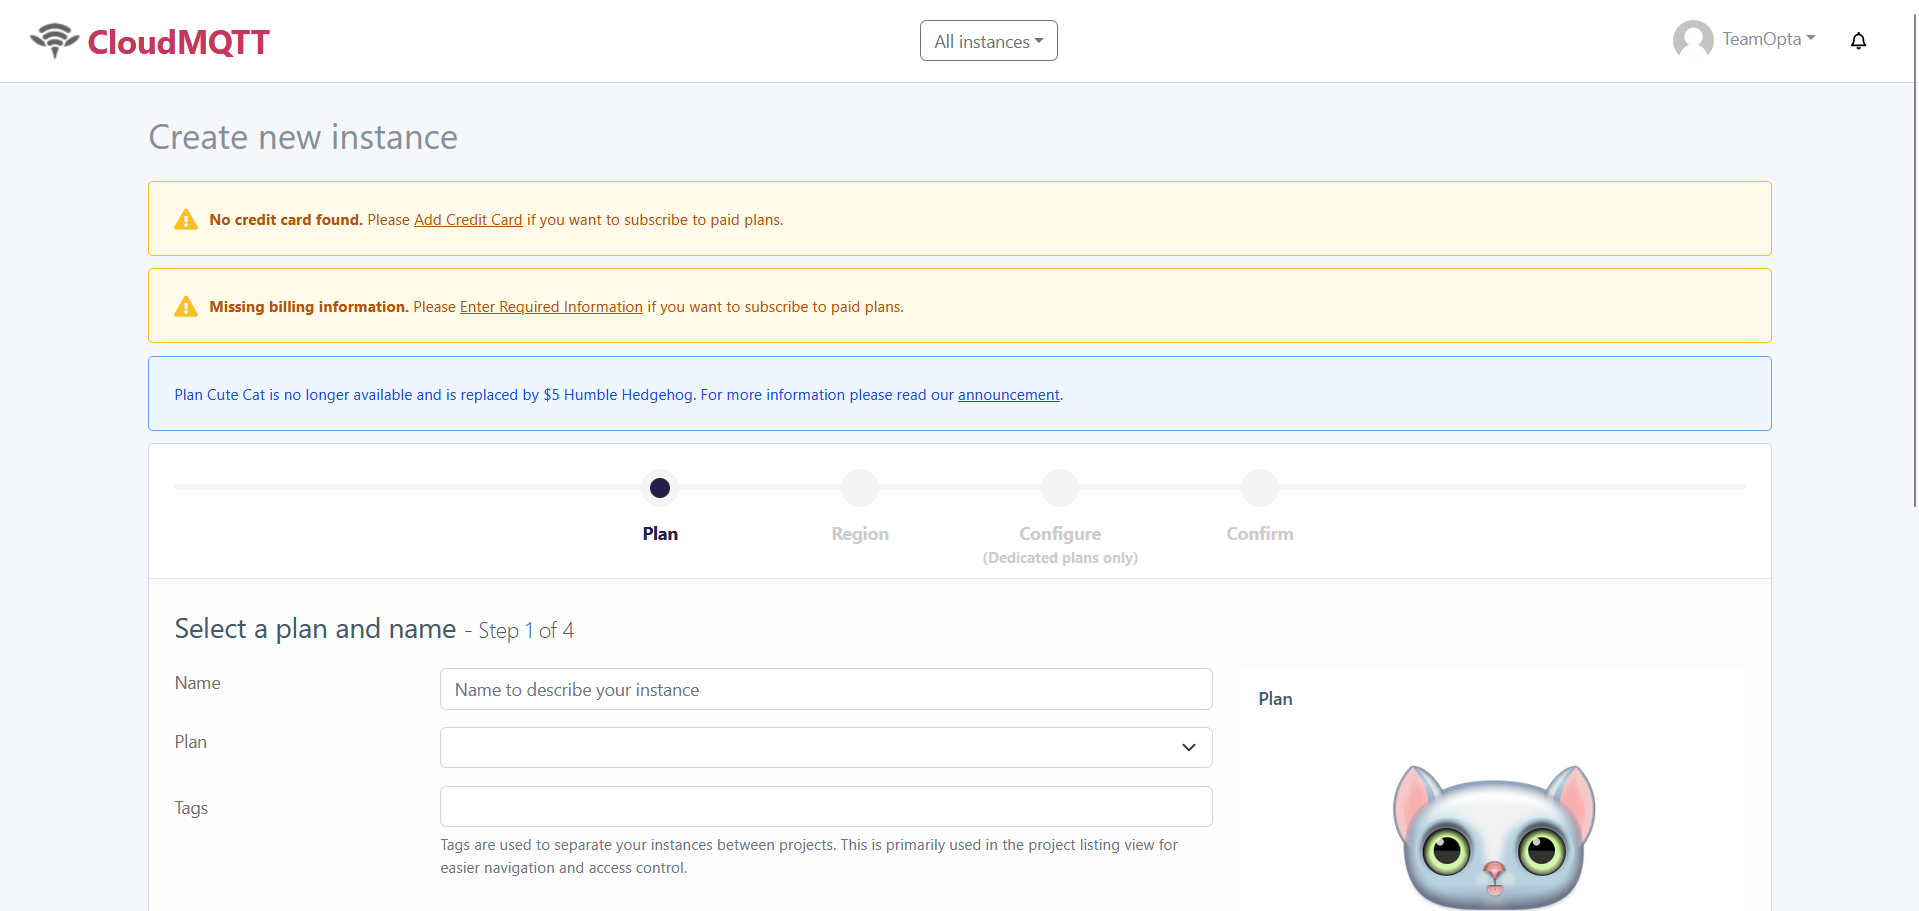 CloudMQTT
All instances
TeamOpta
Create new instance
No credit card found. Please Add Credit Card if you want to subscribe to paid plans.
Missing billing information. Please Enter Required Information if you want to subscribe to paid plans.
Plan Cute Cat is no longer available and is replaced by $5 Humble Hedgehog. For more information please read our announcement.
Plan
Region
Configure
(Dedicated plans only)
Confirm
Select a plan and name - Step 1 of 4
Name
Name to describe your instance
Plan
Plan
Tags
Tags are used to separate your instances between projects. This is primarily used in the project listing view for
easier navigation and access control.